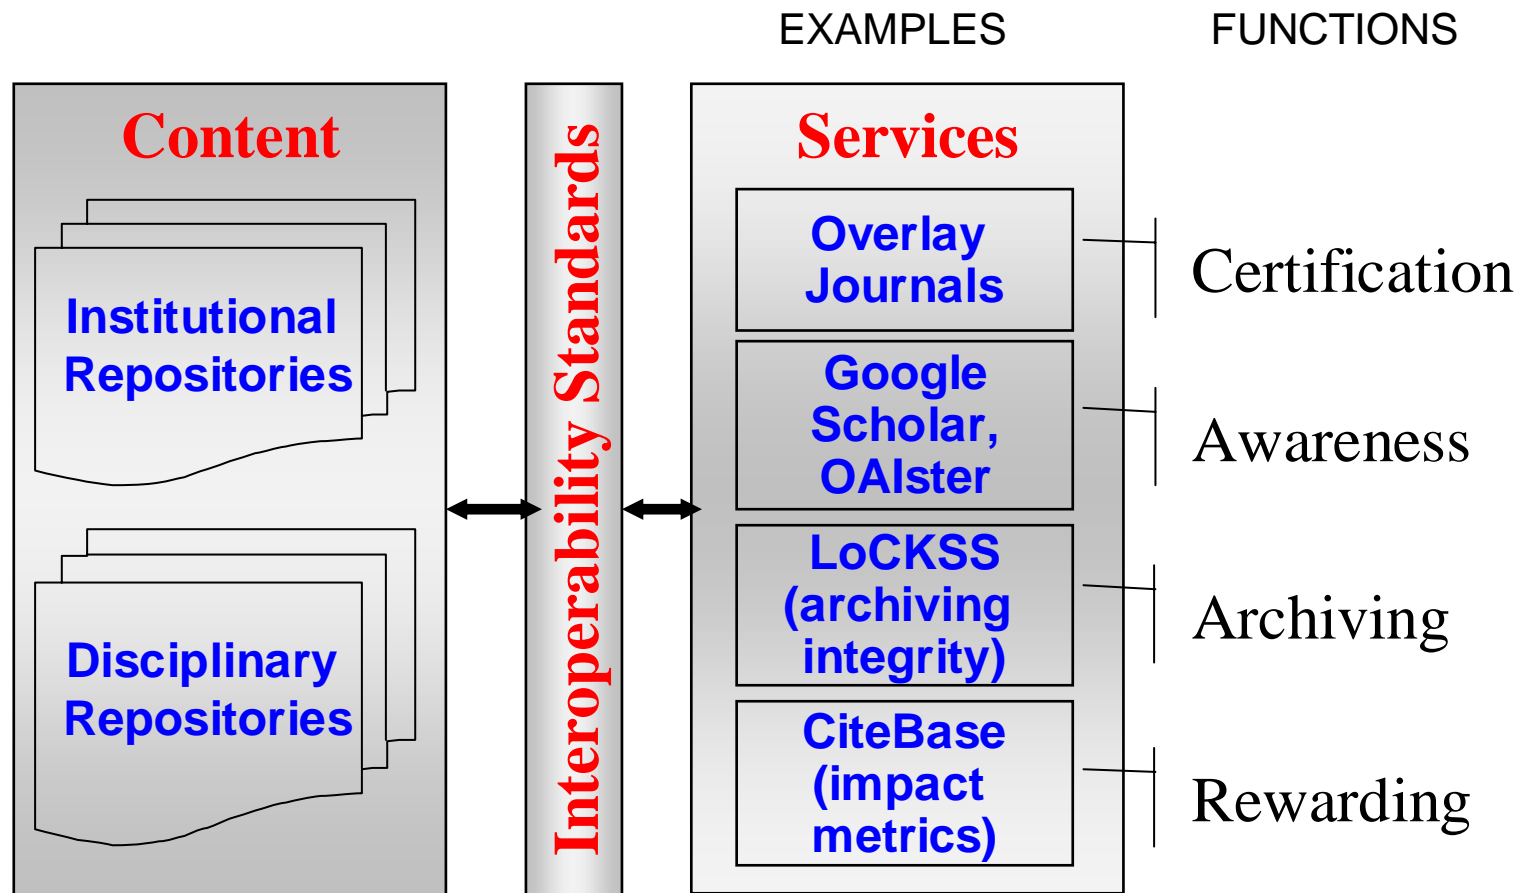 EXAMPLES
FUNCTIONS
Content
Institutional
Repositories
Disciplinary
Repositories
Interoperability Standards
Services
Overlay
Journals
Google
Scholar,
OAIster
LoCKSS
(archiving
integrity)
CiteBase
(impact
metrics)
Certification
Awareness
Archiving
Rewarding